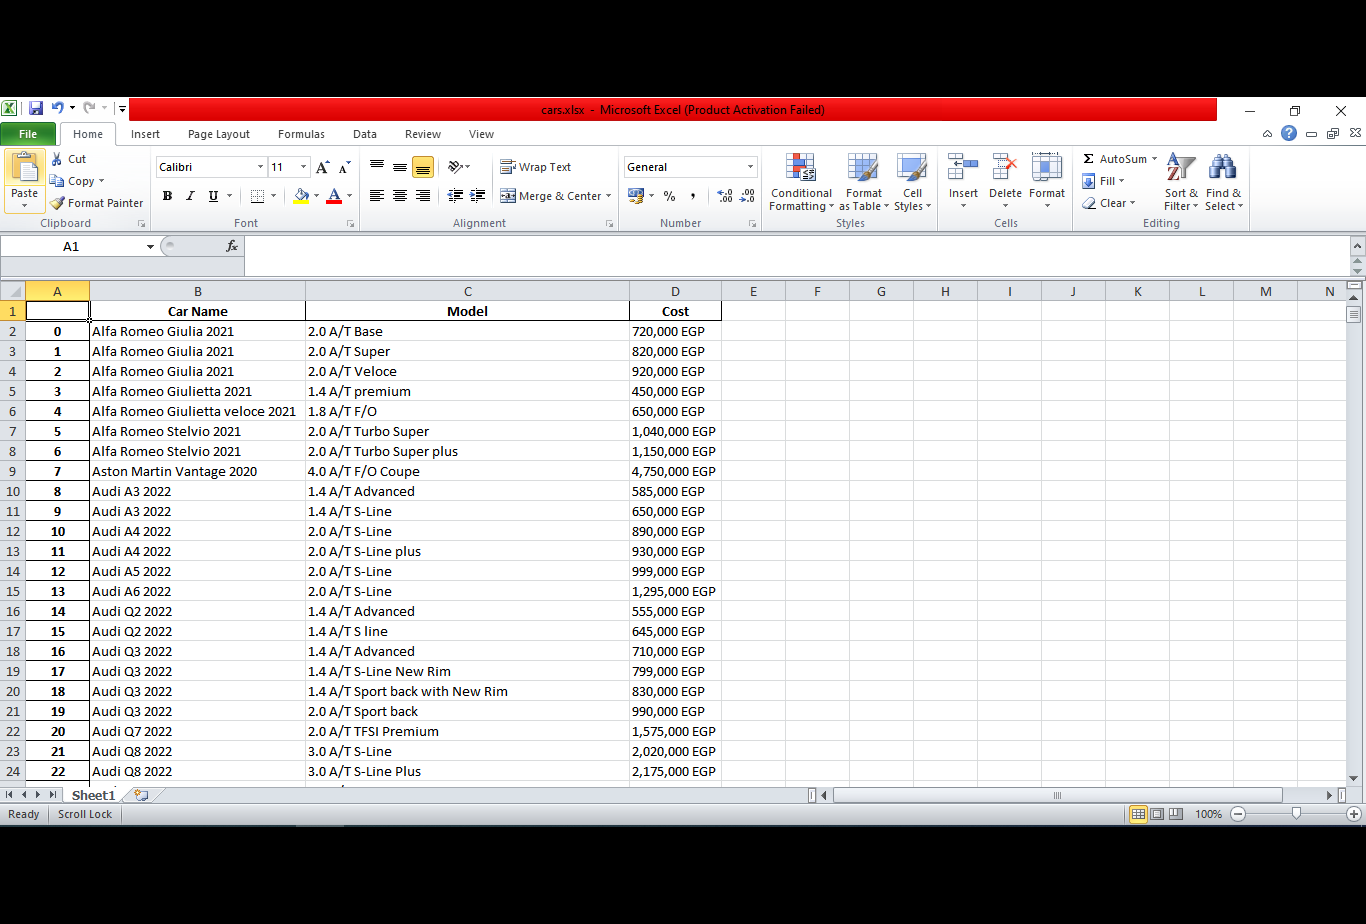 cars.xlsx - Microsoft Excel (Product Activation Failed)
File Home Insert Page Layout Formulas Data Review View
Paste Cut Copy Format Painter
Clipboard
Calibri 11
B I U
Font
Wrap Text
Merge & Center
Alignment
General
% ,
Number
Conditional Formatting Format as Table Cell Styles
Styles
Insert Delete Format
Cells
Σ AutoSum
Fill
Clear
Sort & Filter Find & Select
Editing
A1 fx
A B C D E F G H I J K L M N
1 Car Name Model Cost
2 0 Alfa Romeo Giulia 2021 2.0 A/T Base 720,000 EGP
3 1 Alfa Romeo Giulia 2021 2.0 A/T Super 820,000 EGP
4 2 Alfa Romeo Giulia 2021 2.0 A/T Veloce 920,000 EGP
5 3 Alfa Romeo Giulietta 2021 1.4 A/T premium 450,000 EGP
6 4 Alfa Romeo Giulietta veloce 2021 1.8 A/T F/O 650,000 EGP
7 5 Alfa Romeo Stelvio 2021 2.0 A/T Turbo Super 1,040,000 EGP
8 6 Alfa Romeo Stelvio 2021 2.0 A/T Turbo Super plus 1,150,000 EGP
9 7 Aston Martin Vantage 2020 4.0 A/T F/O Coupe 4,750,000 EGP
10 8 Audi A3 2022 1.4 A/T Advanced 585,000 EGP
11 9 Audi A3 2022 1.4 A/T S-Line 650,000 EGP
12 10 Audi A4 2022 2.0 A/T S-Line 890,000 EGP
13 11 Audi A4 2022 2.0 A/T S-Line plus 930,000 EGP
14 12 Audi A5 2022 2.0 A/T S-Line 999,000 EGP
15 13 Audi A6 2022 2.0 A/T S-Line 1,295,000 EGP
16 14 Audi Q2 2022 1.4 A/T Advanced 555,000 EGP
17 15 Audi Q2 2022 1.4 A/T S line 645,000 EGP
18 16 Audi Q3 2022 1.4 A/T Advanced 710,000 EGP
19 17 Audi Q3 2022 1.4 A/T S-Line New Rim 799,000 EGP
20 18 Audi Q3 2022 1.4 A/T Sport back with New Rim 830,000 EGP
21 19 Audi Q3 2022 2.0 A/T Sport back 990,000 EGP
22 20 Audi Q7 2022 2.0 A/T TFSI Premium 1,575,000 EGP
23 21 Audi Q8 2022 3.0 A/T S-Line 2,020,000 EGP
24 22 Audi Q8 2022 3.0 A/T S-Line Plus 2,175,000 EGP
Sheet1
Ready Scroll Lock 100%